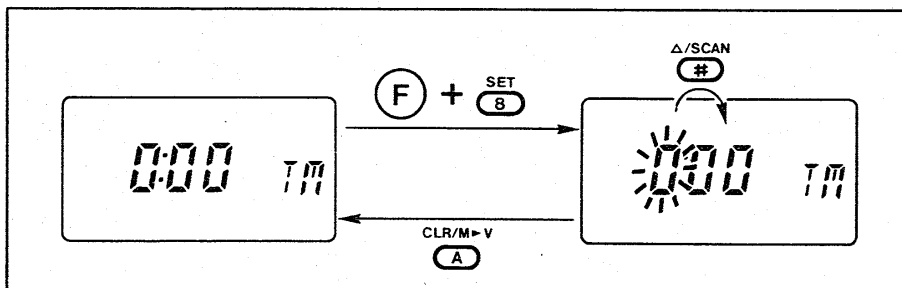 △/SCAN
#
F + SET
8
0:00 TM
0:00 TM
CLR/M►V
A